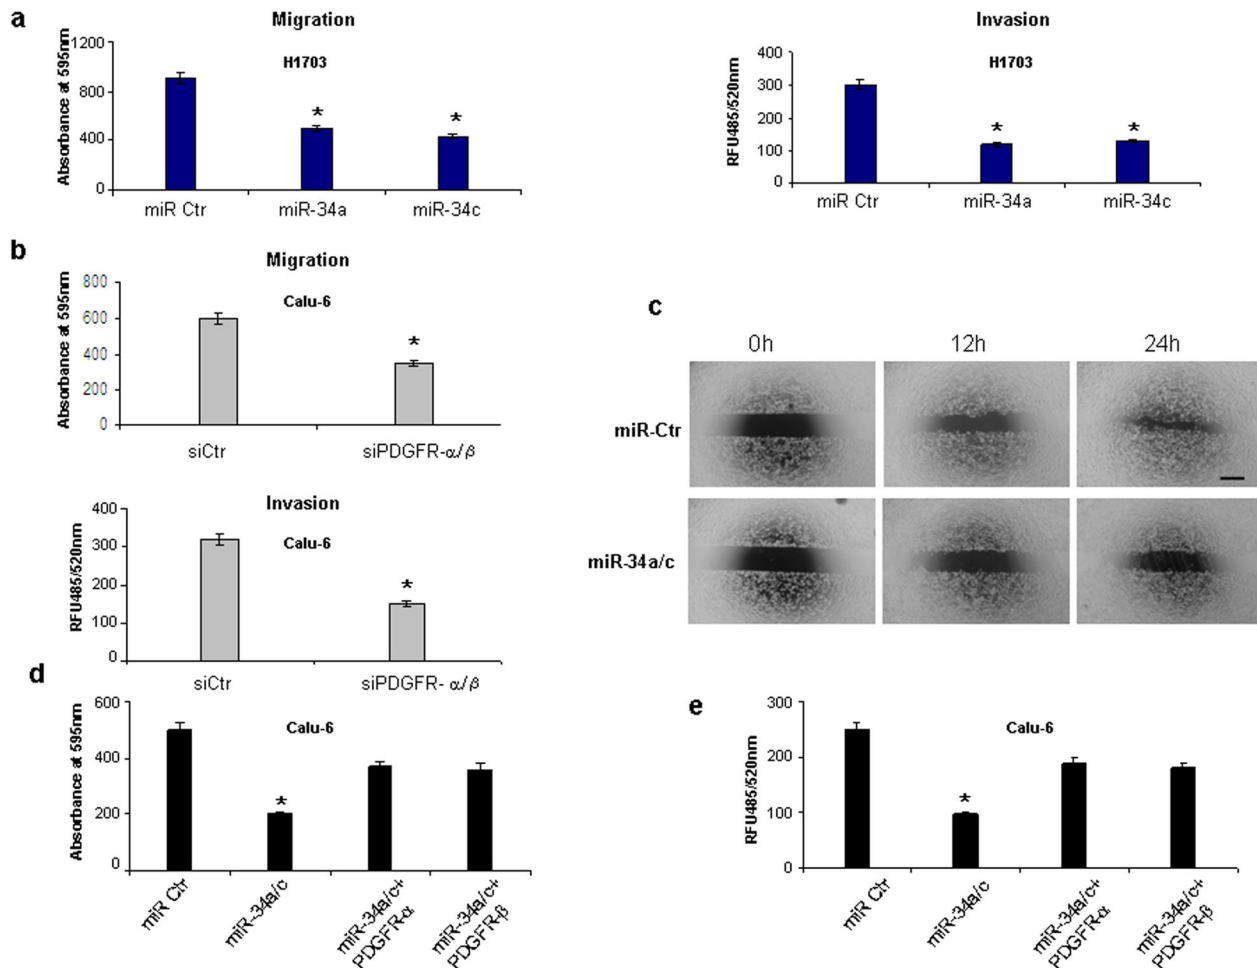 a
Migration
H1703
Absorbance at 595nm
1200
800
400
0
*
*
miR Ctr miR-34a miR-34c
Invasion
H1703
RFU485/520nm
400
300
200
100
0
*
*
miR Ctr miR-34a miR-34c
b
Migration
Calu-6
Absorbance at 595nm
800
600
400
200
0
*
siCtr siPDGFR-α/β
Invasion
Calu-6
RFU485/520nm
400
300
200
100
0
*
siCtr siPDGFR- α/β
c
0h 12h 24h
miR-Ctr
miR-34a/c
d
Calu-6
Absorbance at 595nm
600
400
200
0
*
miR Ctr
miR-34a/c
miR-34a/c+
PDGFR-α
miR-34a/c+
PDGFR-β
e
Calu-6
RFU485/520nm
300
200
100
0
*
miR Ctr
miR-34a/c
miR-34a/c+
PDGFR-α
miR-34a/c+
PDGFR-β